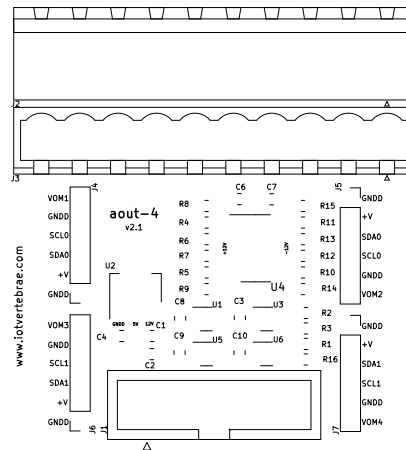 J2
J3
J4
C6 C7
J5
VOM1
GNDD
SCL0
SDA0
+V
GNDD
aout-4
v2.1
R8
R4
R6
R7
R5
R9
+12V
-12V
R15
R11
R13
R12
R10
R14
GNDD
+V
SDA0
SCL0
GNDD
VOM2
U2
U4
www.iotvertebrae.com
GNDD 5V 12V
C1
C4
C2
C8
U1
C3
U3
C9
U5
C10
U6
R2
R3
R1
R16
VOM3
GNDD
SCL1
SDA1
+V
GNDD
GNDD
+V
SDA1
SCL1
GNDD
VOM4
J6
J1
J7